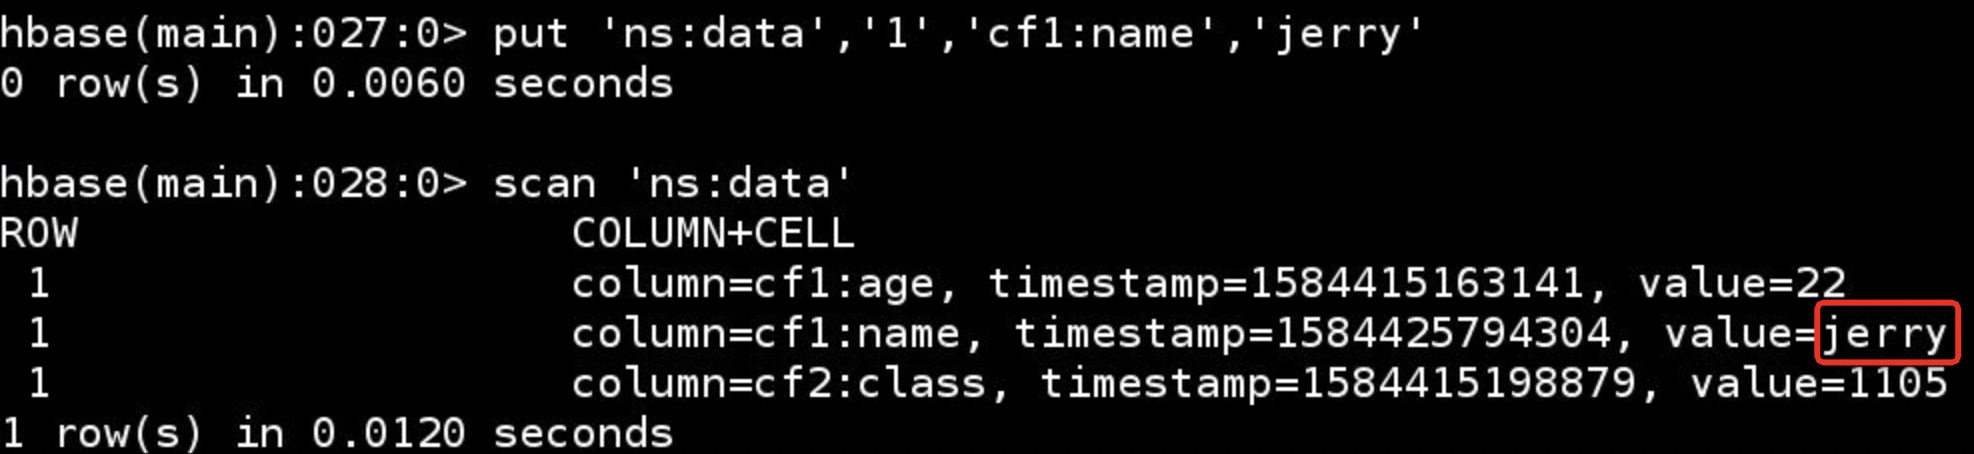 hbase(main):027:0> put 'ns:data','1','cf1:name','jerry'
0 row(s) in 0.0060 seconds
hbase(main):028:0> scan 'ns:data'
ROW COLUMN+CELL
1 column=cf1:age, timestamp=1584415163141, value=22
1 column=cf1:name, timestamp=1584425794304, value=jerry
1 column=cf2:class, timestamp=1584415198879, value=1105
1 row(s) in 0.0120 seconds